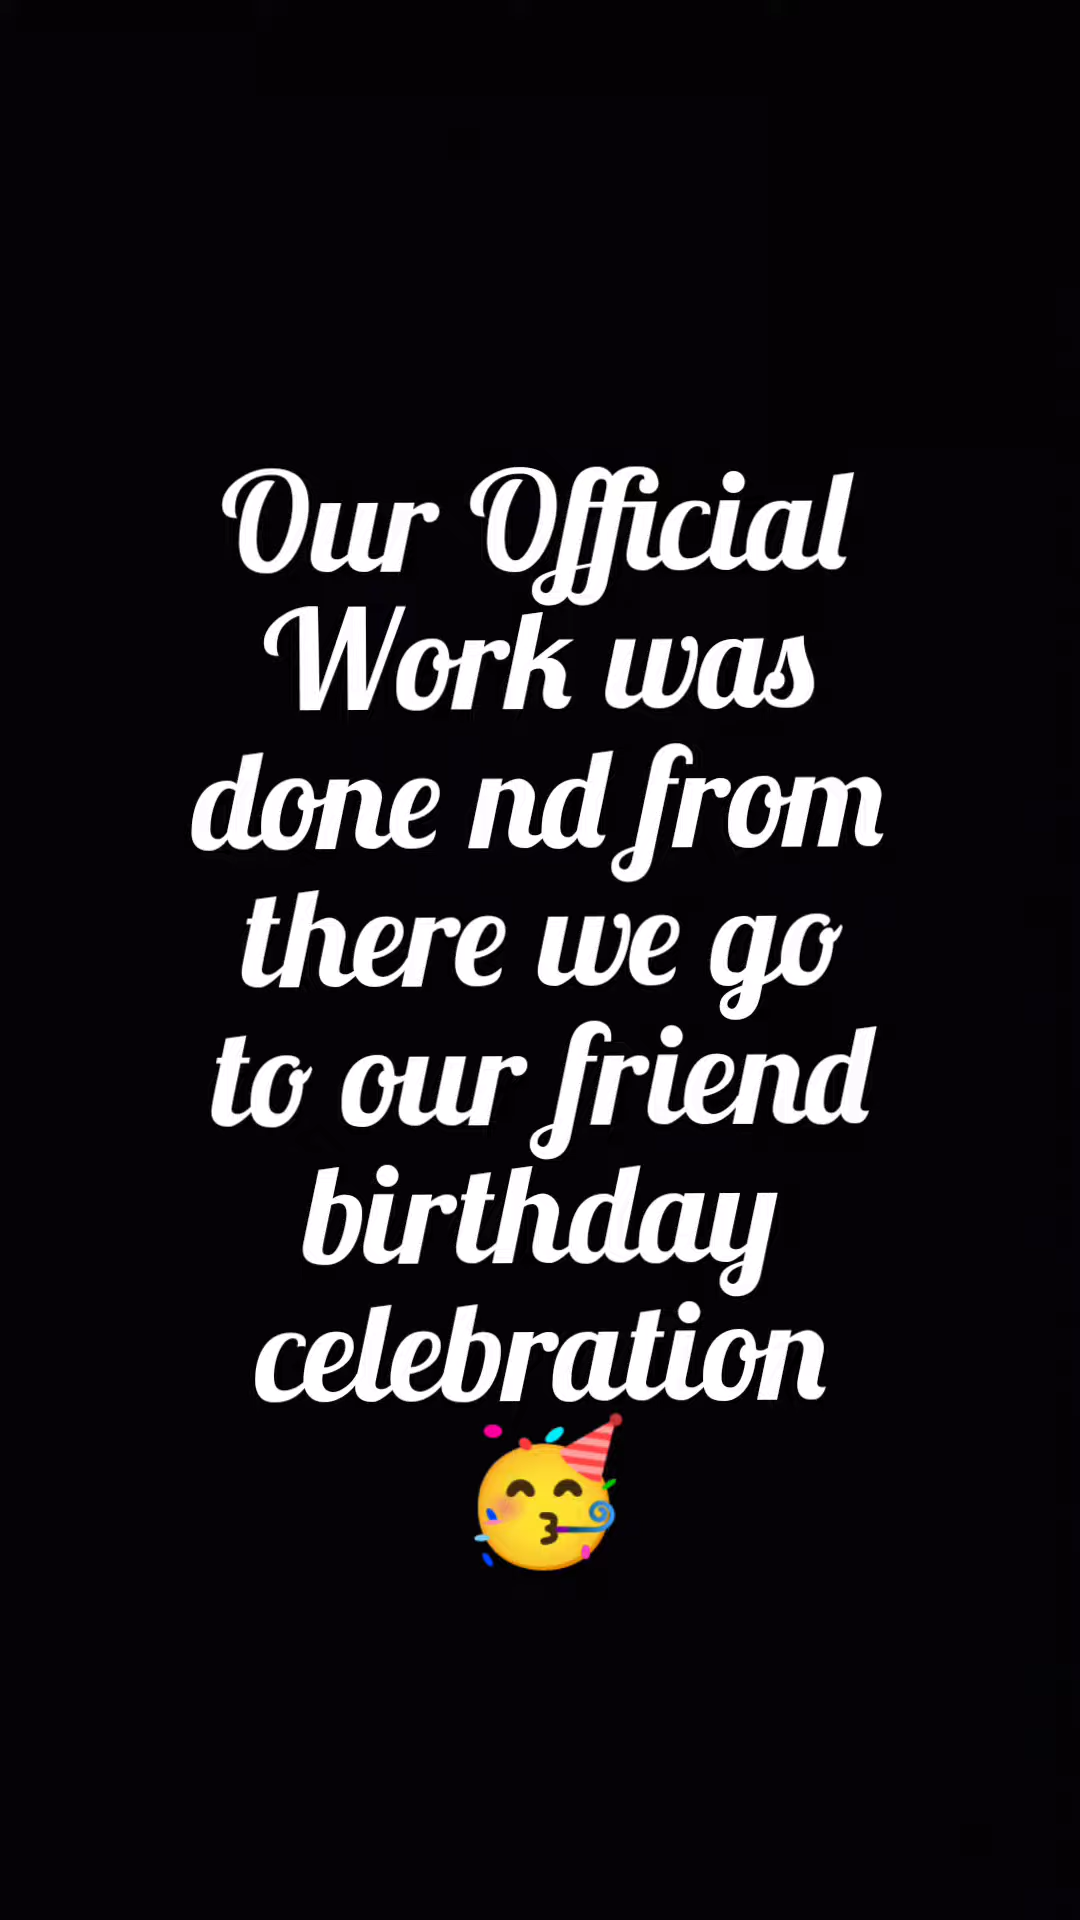 Our Official
Work was
done nd from
there we go
to our friend
birthday
celebration
🥳